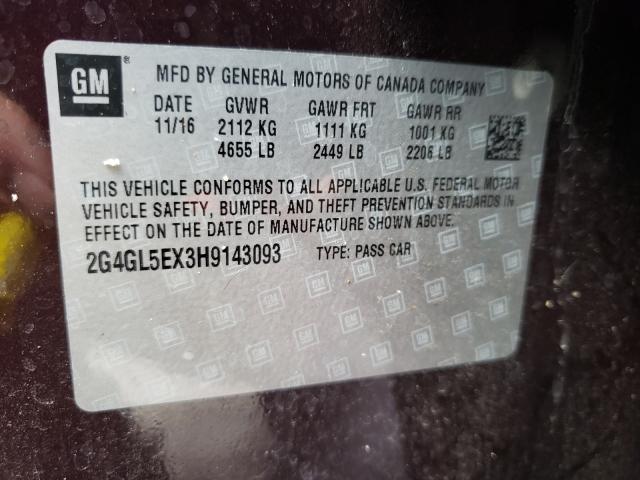 GM ®
MFD BY GENERAL MOTORS OF CANADA COMPANY
DATE GVWR GAWR FRT GAWR RR
11/16 2112 KG 1111 KG 1001 KG
4655 LB 2449 LB 2206 LB
THIS VEHICLE CONFORMS TO ALL APPLICABLE U.S. FEDERAL MOTOR
VEHICLE SAFETY, BUMPER, AND THEFT PREVENTION STANDARDS IN
EFFECT ON THE DATE OF MANUFACTURE SHOWN ABOVE.
2G4GL5EX3H9143093 TYPE: PASS CAR